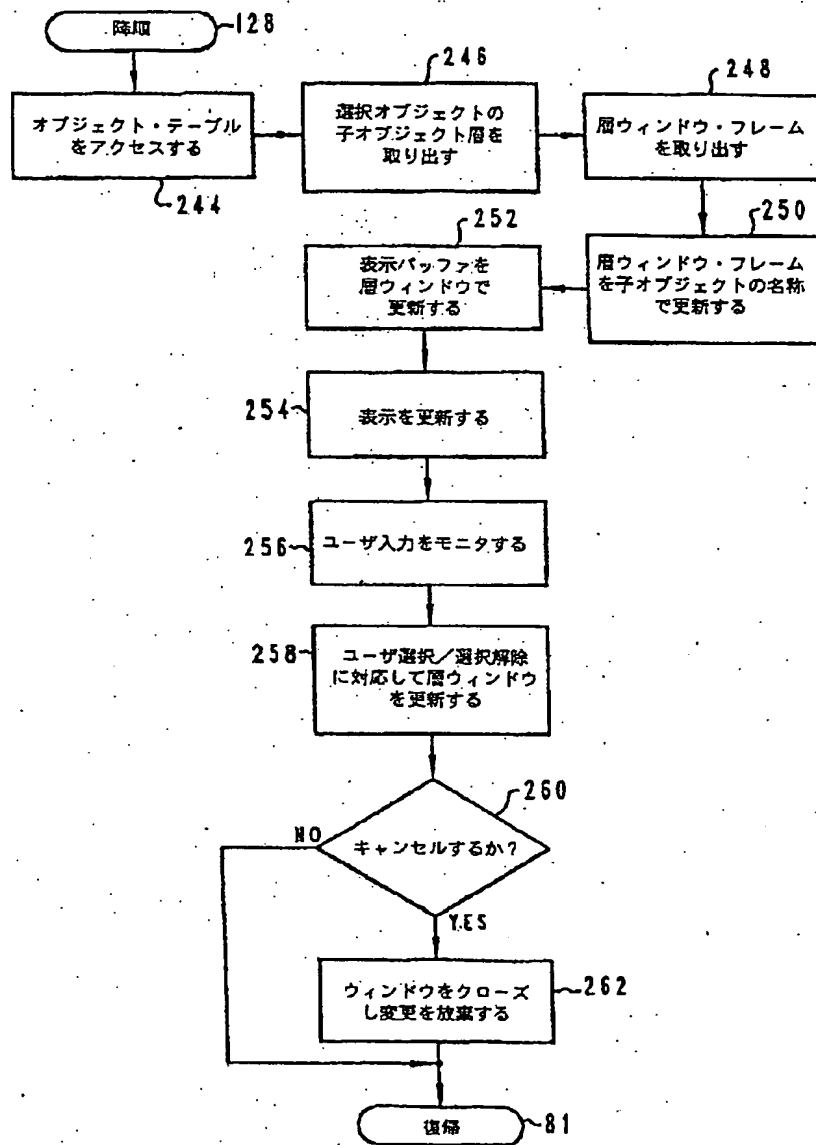 降順
128
オブジェクト・テーブル
をアクセスする
244
246
選択オブジェクトの
子オブジェクト層を
取り出す
248
層ウィンドウ・フレーム
を取り出す
250
層ウィンドウ・フレーム
を子オブジェクトの名称
で更新する
252
表示バッファを
層ウィンドウで
更新する
254
表示を更新する
256
ユーザ入力をモニタする
258
ユーザ選択／選択解除
に対応して層ウィンドウ
を更新する
260
キャンセルするか?
NO
YES
ウィンドウをクローズ
し変更を放棄する
262
復帰
81